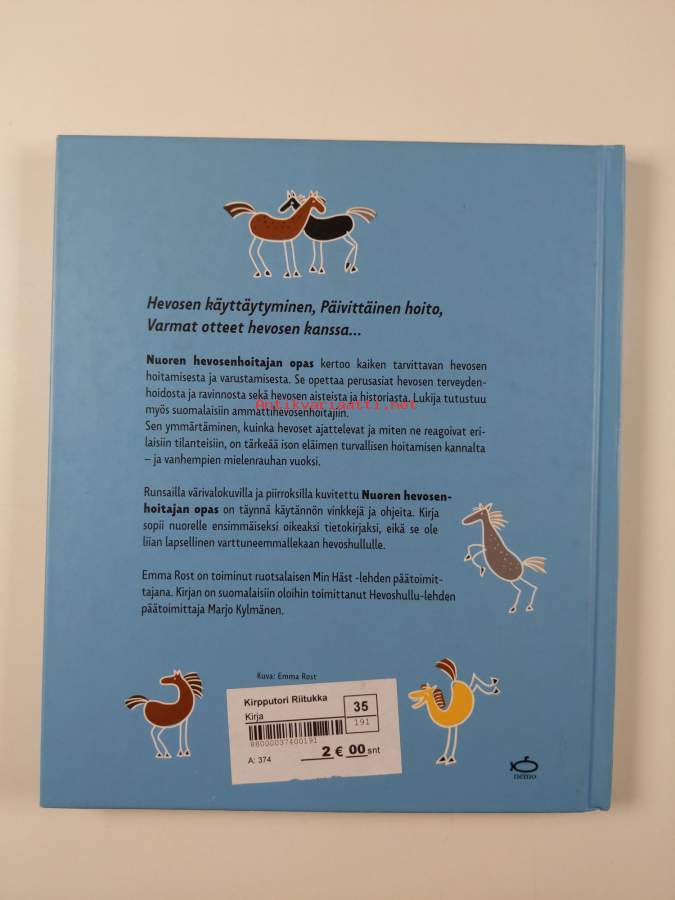 Hevosen käyttäytyminen, Päivittäinen hoito,
Varmat otteet hevosen kanssa...
Nuoren hevosenhoitajan opas kertoo kaiken tarvittavan hevosen
hoitamisesta ja varustamisesta. Se opettaa perusasiat hevosen terveyden-
hoidosta ja ravinnosta sekä hevosen aisteista ja historiasta. Lukija tutustuu
myös suomalaisiin ammattihevosenhoitajiin.
Antikvariaatti.net
Sen ymmärtäminen, kuinka hevoset ajattelevat ja miten ne reagoivat eri-
laisiin tilanteisiin, on tärkeää ison eläimen turvallisen hoitamisen kannalta
– ja vanhempien mielenrauhan vuoksi.
Runsailla värivalokuvilla ja piirroksilla kuvitettu Nuoren hevosen-
hoitajan opas on täynnä käytännön vinkkejä ja ohjeita. Kirja
sopii nuorelle ensimmäiseksi oikeaksi tietokirjaksi, eikä se ole
liian lapsellinen varttuneemmallekaan hevoshullulle.
Emma Rost on toiminut ruotsalaisen Min Häst -lehden päätoimit-
tajana. Kirjan on suomalaisiin oloihin toimittanut Hevoshullu-lehden
päätoimittaja Marjo Kylmänen.
Kuva: Emma Rost
Kirpputori Riitukka
Kirja
35
191
88000037400191
A: 374
2 € 00 snt
nemo